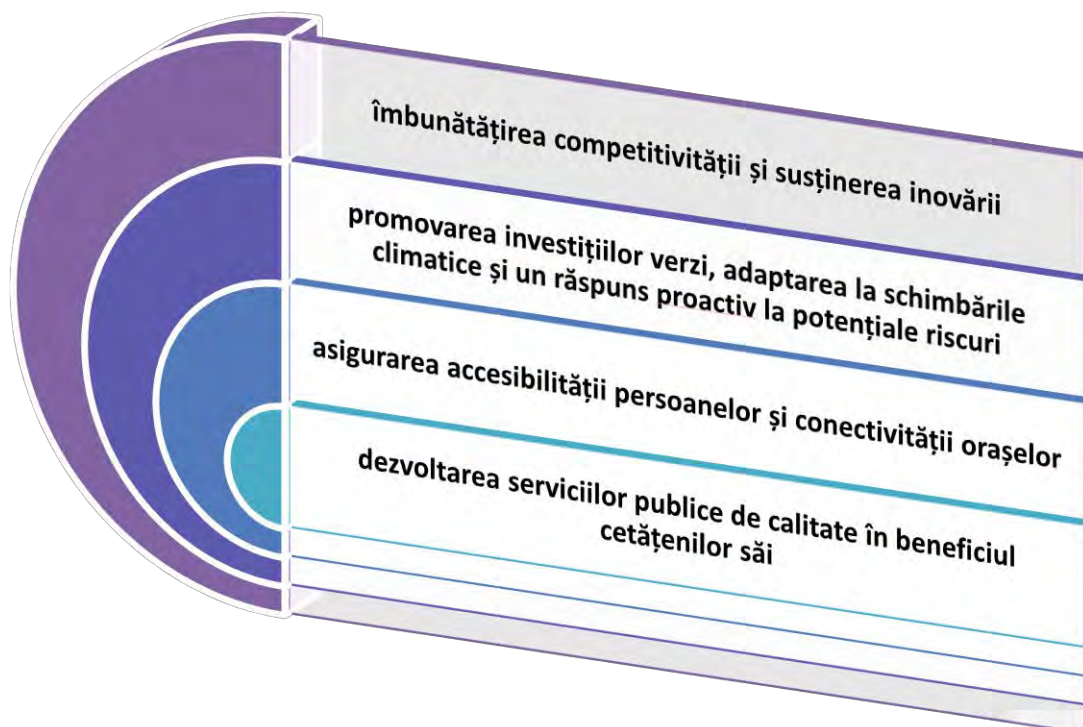 îmbunătățirea competitivității și susținerea inovării
promovarea investițiilor verzi, adaptarea la schimbările
climatice și un răspuns proactiv la potențiale riscuri
asigurarea accesibilității persoanelor și conectivității orașelor
dezvoltarea serviciilor publice de calitate în beneficiul
cetățenilor săi